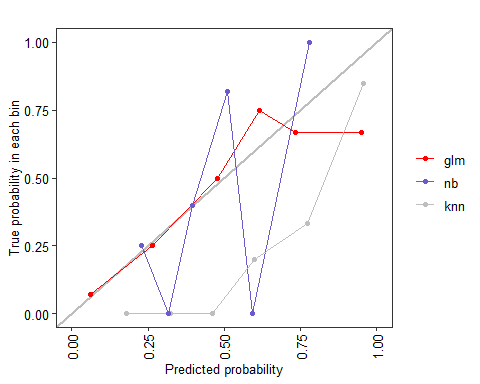 True probability in each bin
1.00
0.75
0.50
0.25
0.00
0.00
0.25
0.50
0.75
1.00
Predicted probability
glm
nb
knn